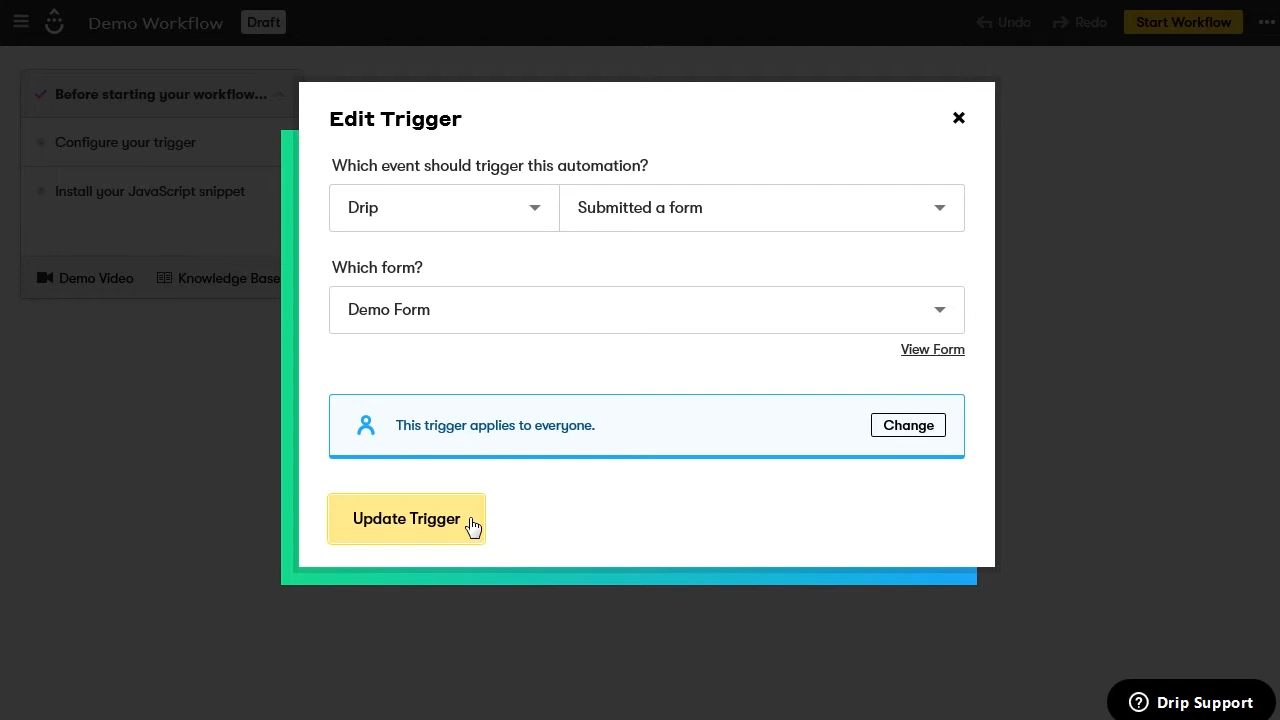 Demo Workflow Draft Undo Redo Start Workflow
Before starting your workflow...
Configure your trigger
Install your JavaScript snippet
Demo Video Knowledge Base
Edit Trigger
Which event should trigger this automation?
Drip Submitted a form
Which form?
Demo Form
View Form
This trigger applies to everyone. Change
Update Trigger
Drip Support